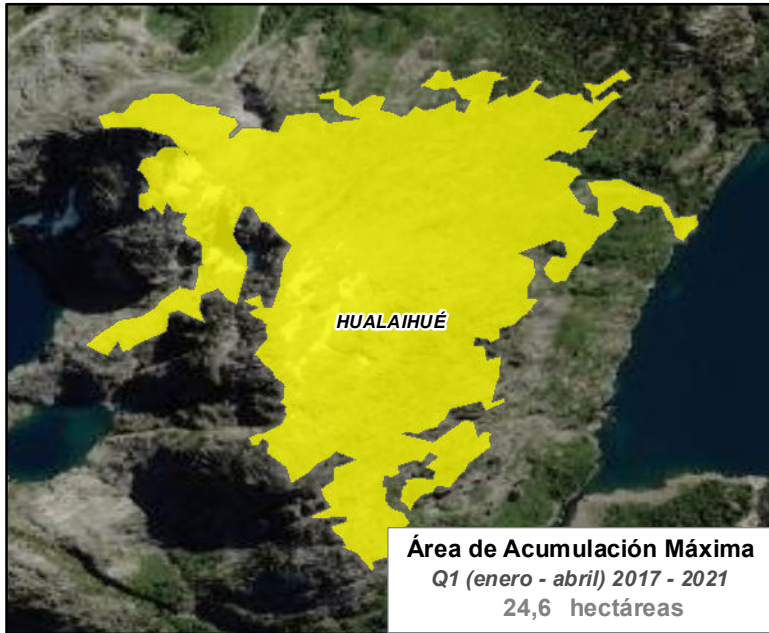 HUALAIHUÉ
Área de Acumulación Máxima
Q1 (enero - abril) 2017 - 2021
24,6 hectáreas